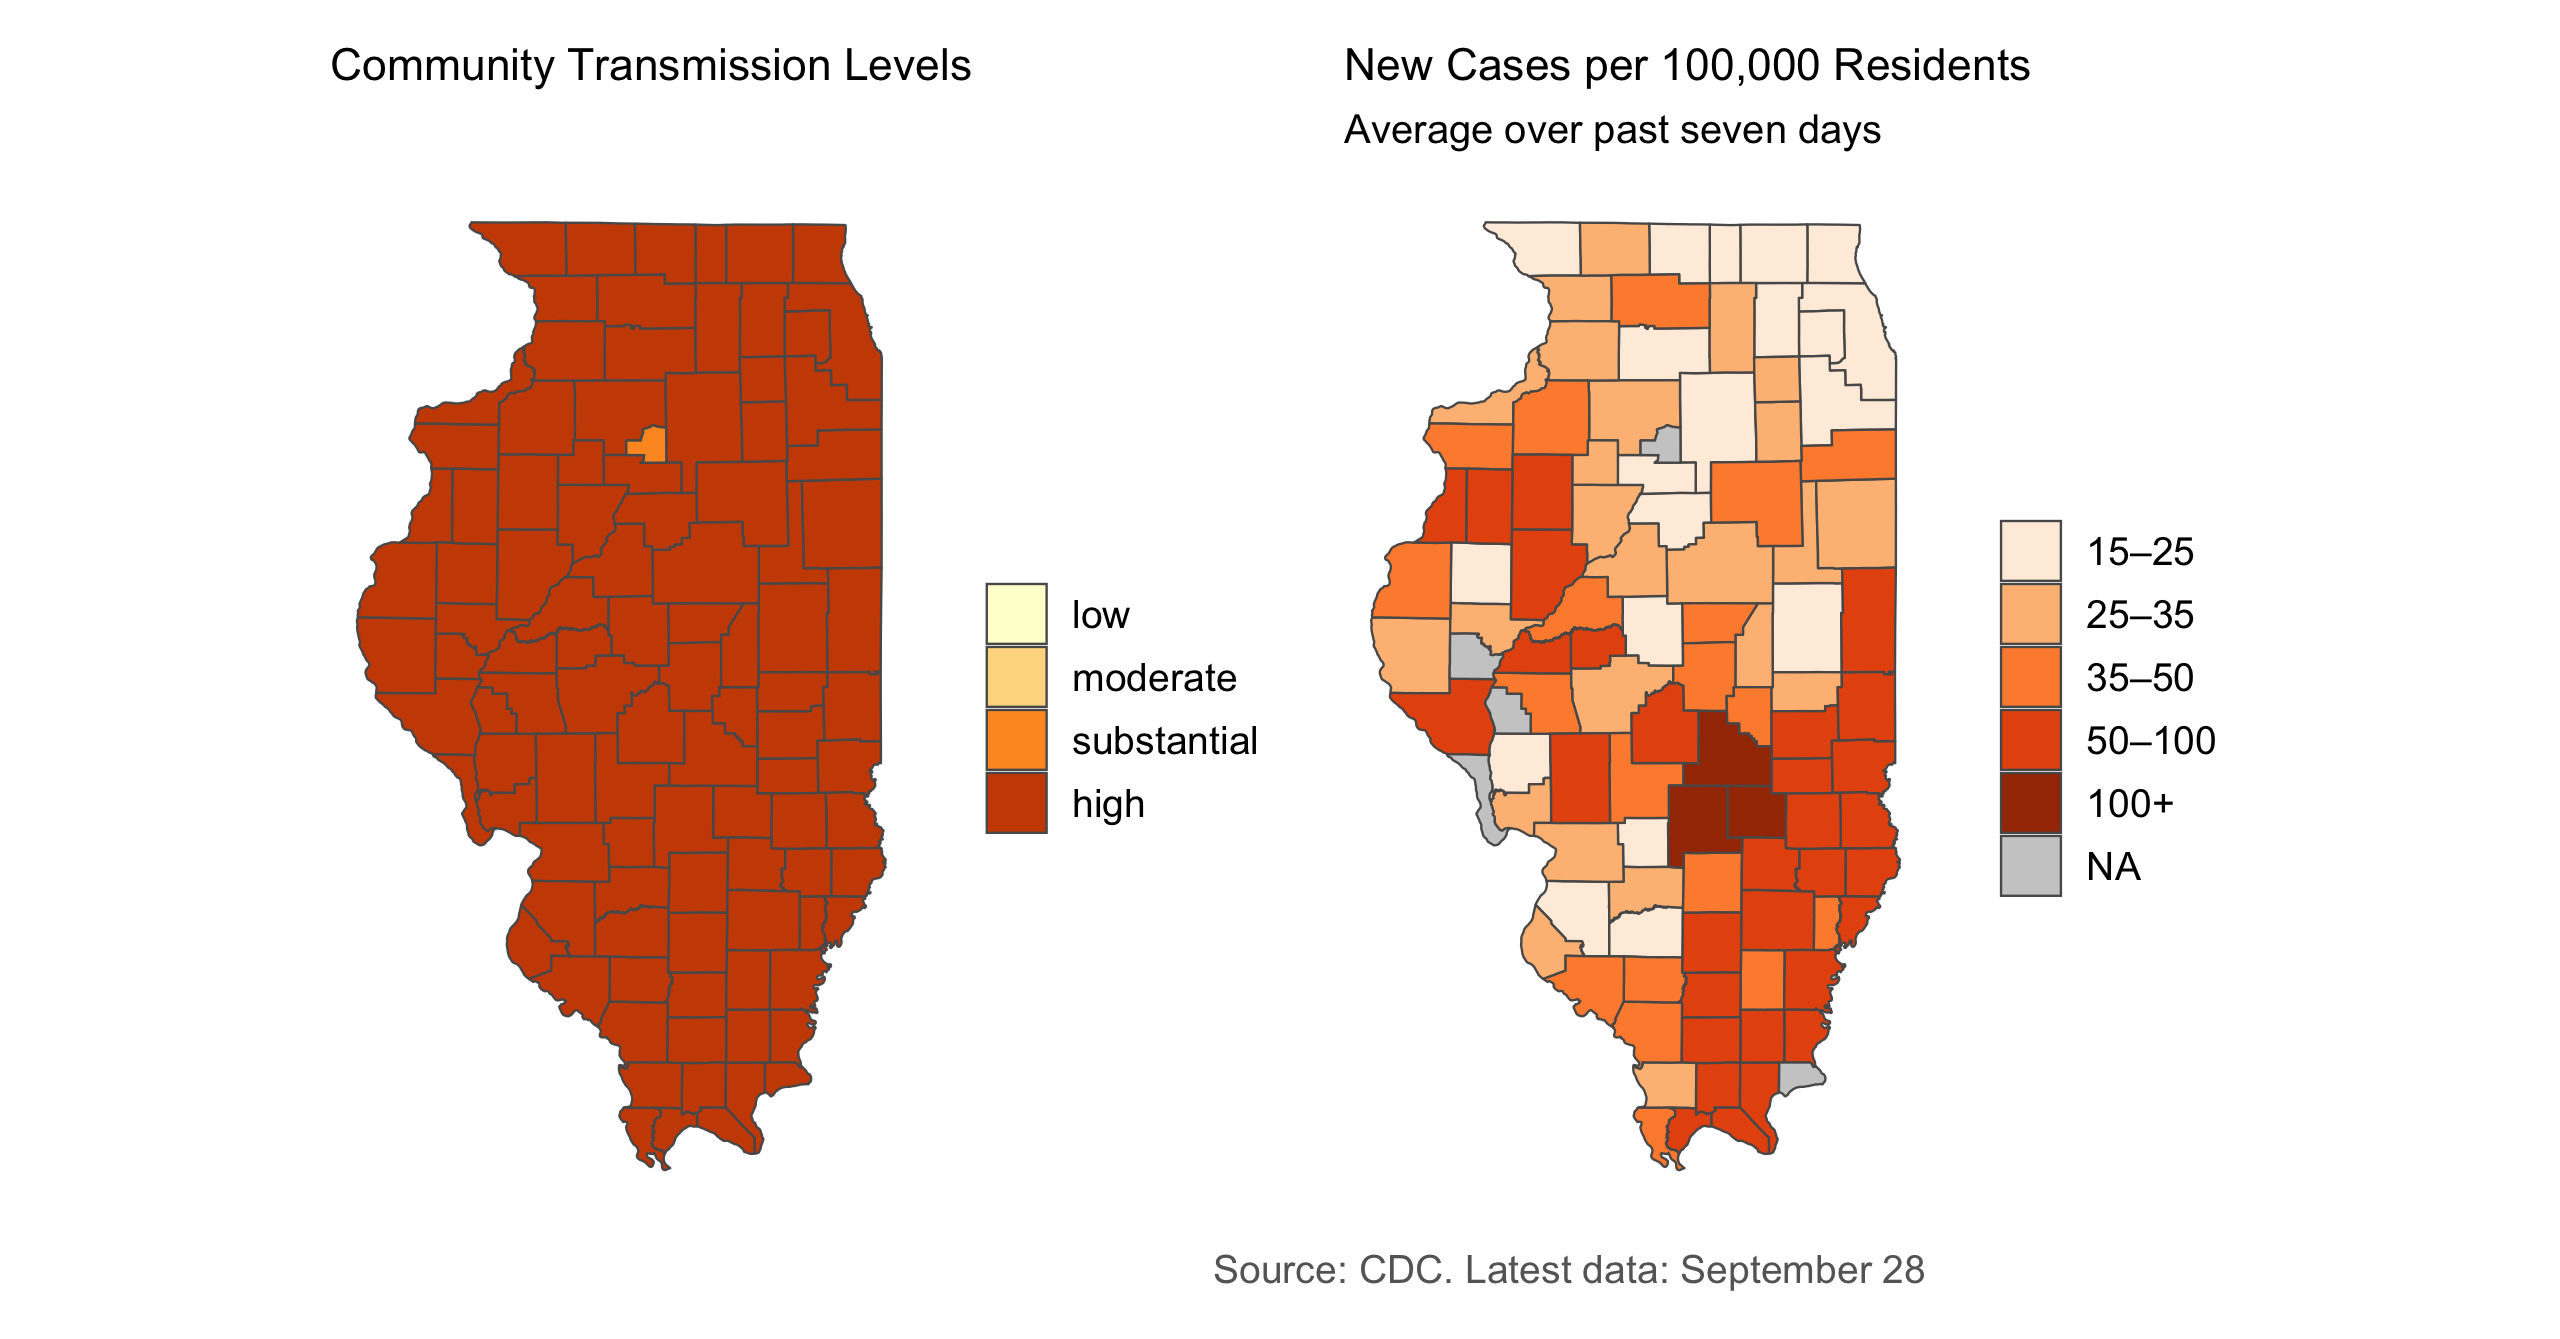 Community Transmission Levels
low
moderate
substantial
high
New Cases per 100,000 Residents
Average over past seven days
15–25
25–35
35–50
50–100
100+
NA
Source: CDC. Latest data: September 28